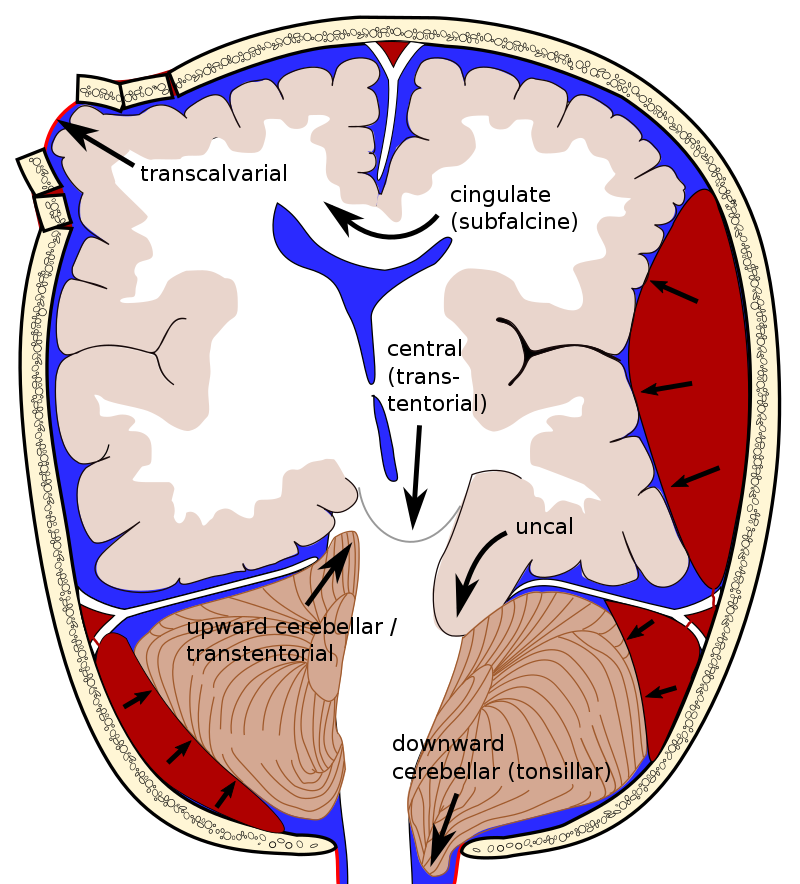 transcalvarial
cingulate
(subfalcine)
central
(trans-
tentorial)
uncal
upward cerebellar /
transtentorial
downward
cerebellar (tonsillar)